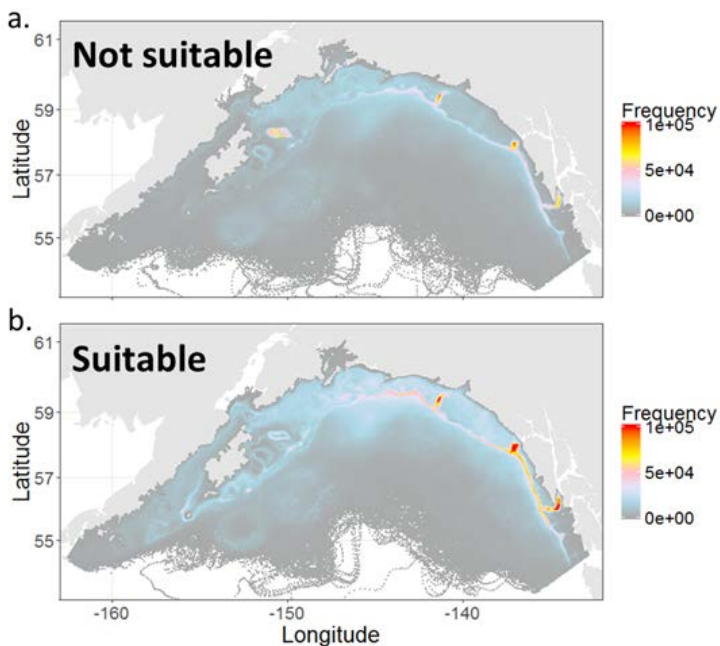 a.
Not suitable
61
59
57
55
Latitude
Frequency
1e+05
5e+04
0e+00
b.
Suitable
61
59
57
55
Latitude
Frequency
1e+05
5e+04
0e+00
-160 -150 -140
Longitude